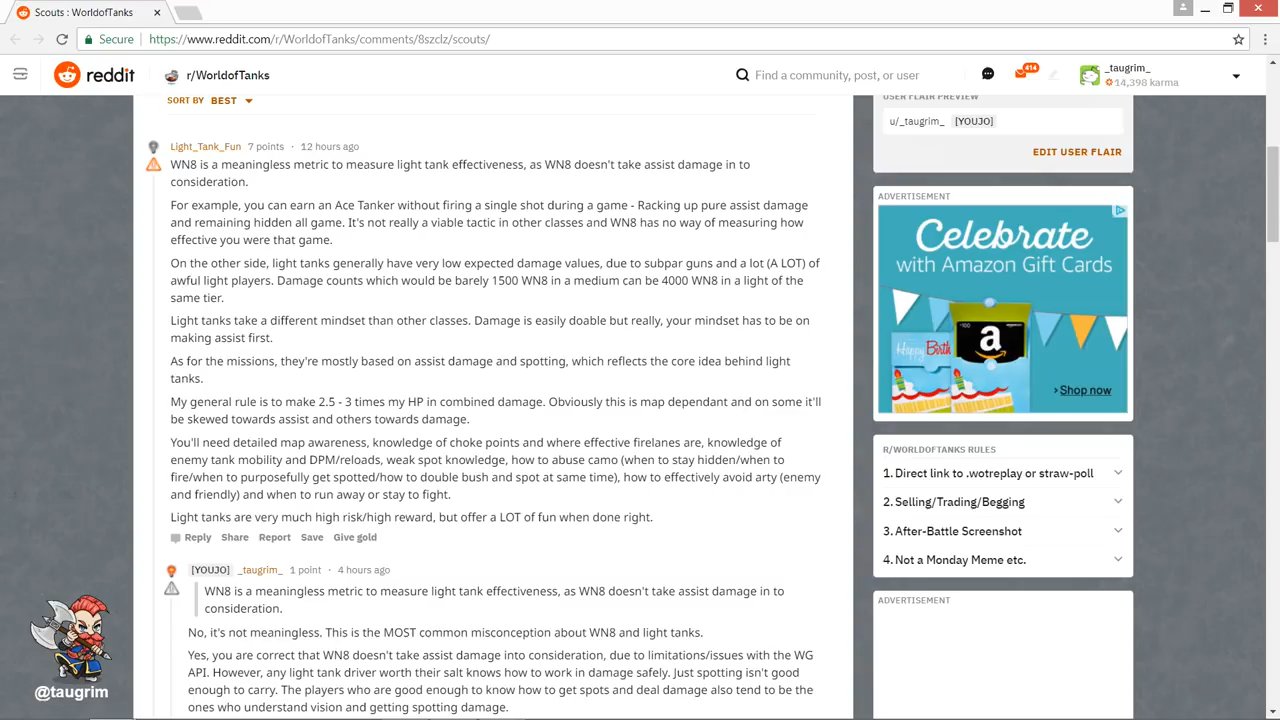 Scouts : WorldofTanks
Secure https://www.reddit.com/r/WorldofTanks/comments/8szclz/scouts/
reddit r/WorldofTanks Find a community, post, or user 414 _taugrim_
14,398 karma
SORT BY BEST
Light_Tank_Fun 7 points · 12 hours ago
WN8 is a meaningless metric to measure light tank effectiveness, as WN8 doesn't take assist damage in to
consideration.
For example, you can earn an Ace Tanker without firing a single shot during a game - Racking up pure assist damage
and remaining hidden all game. It's not really a viable tactic in other classes and WN8 has no way of measuring how
effective you were that game.
On the other side, light tanks generally have very low expected damage values, due to subpar guns and a lot (A LOT) of
awful light players. Damage counts which would be barely 1500 WN8 in a medium can be 4000 WN8 in a light of the
same tier.
Light tanks take a different mindset than other classes. Damage is easily doable but really, your mindset has to be on
making assist first.
As for the missions, they're mostly based on assist damage and spotting, which reflects the core idea behind light
tanks.
My general rule is to make 2.5 - 3 times my HP in combined damage. Obviously this is map dependant and on some it'll
be skewed towards assist and others towards damage.
You'll need detailed map awareness, knowledge of choke points and where effective firelanes are, knowledge of
enemy tank mobility and DPM/reloads, weak spot knowledge, how to abuse camo (when to stay hidden/when to
fire/when to purposefully get spotted/how to double bush and spot at same time), how to effectively avoid arty (enemy
and friendly) and when to run away or stay to fight.
Light tanks are very much high risk/high reward, but offer a LOT of fun when done right.
Reply Share Report Save Give gold
[YOUJO] _taugrim_ 1 point · 4 hours ago
WN8 is a meaningless metric to measure light tank effectiveness, as WN8 doesn't take assist damage in to
consideration.
No, it's not meaningless. This is the MOST common misconception about WN8 and light tanks.
Yes, you are correct that WN8 doesn't take assist damage into consideration, due to limitations/issues with the WG
API. However, any light tank driver worth their salt knows how to work in damage safely. Just spotting isn't good
enough to carry. The players who are good enough to know how to get spots and deal damage also tend to be the
ones who understand vision and getting spotting damage.
USER FLAIR PREVIEW
u/_taugrim_ [YOUJO]
EDIT USER FLAIR
ADVERTISEMENT
Celebrate
with Amazon Gift Cards
a
Happy Birth
Shop now
R/WORLDOFTANKS RULES
1. Direct link to .wotreplay or straw-poll
2. Selling/Trading/Begging
3. After-Battle Screenshot
4. Not a Monday Meme etc.
ADVERTISEMENT
@taugrim